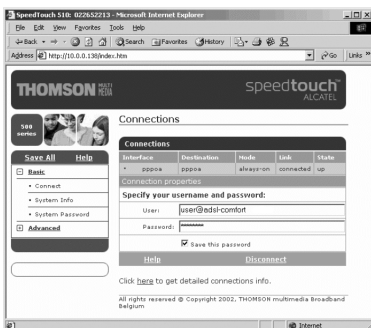 SpeedTouch 510: 022652213 - Microsoft Internet Explorer
File Edit View Favorites Tools Help
Back Search Favorites History
Address http://10.0.0.138/index.htm Go Links »
THOMSON MULTI MEDIA
speedtouch™
ALCATEL
500 series
Save All Help
Basic
Connect
System Info
System Password
Advanced
Connections
Connections
Interface Destination Mode Link State
* pppoa pppoa always-on connected up
Connection properties
Specify your username and password:
User: user@adsl-comfort
Password: ********
Save this password
Help Disconnect
Click here to get detailed connections info.
All rights reserved © Copyright 2002, THOMSON multimedia Broadband Belgium
Internet